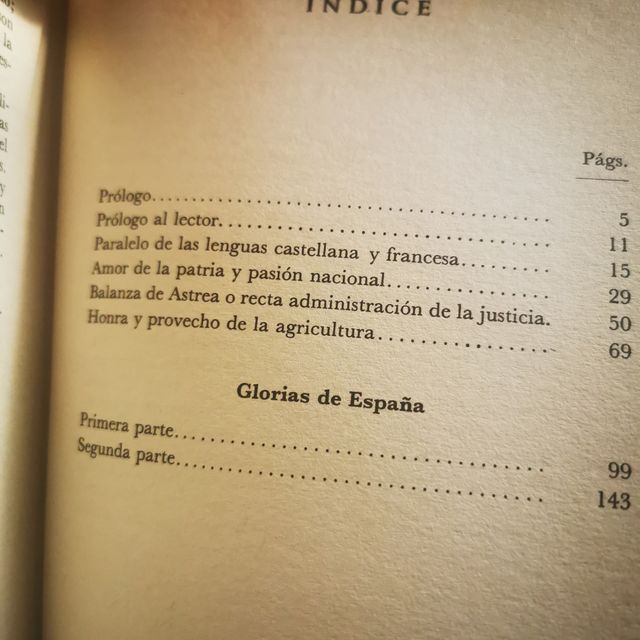 INDICE
Págs.
Prólogo........................................ 5
Prólogo al lector................................ 11
Paralelo de las lenguas castellana y francesa......... 15
Amor de la patria y pasión nacional................ 29
Balanza de Astrea o recta administración de la justicia. 50
Honra y provecho de la agricultura................. 69
Glorias de España
Primera parte..................................... 99
Segunda parte.................................... 143